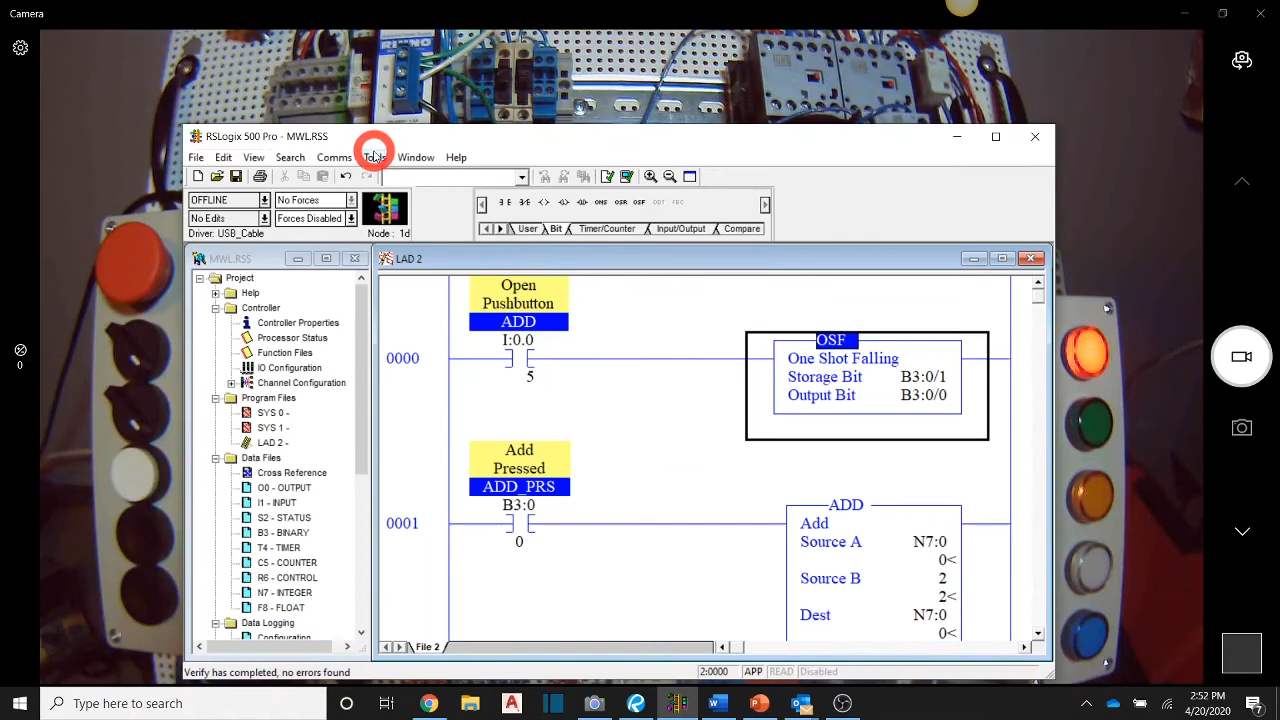 Camera
RHINO
RSLogix 500 Pro - MWL.RSS
File Edit View Search Comms Tools Window Help
OFFLINE No Forces
No Edits Forces Disabled
Driver: USB_Cable Node : 1d
ONS OSR OSF
User Bit Timer/Counter Input/Output Compare
MWL.RSS
LAD 2
Project
Help
Controller
Controller Properties
Processor Status
Function Files
IO Configuration
Channel Configuration
Program Files
SYS 0 -
SYS 1 -
LAD 2 -
Data Files
Cross Reference
O0 - OUTPUT
I1 - INPUT
S2 - STATUS
B3 - BINARY
T4 - TIMER
C5 - COUNTER
R6 - CONTROL
N7 - INTEGER
F8 - FLOAT
Data Logging
Configuration
Open
Pushbutton
ADD
I:0.0
5
0000
OSF
One Shot Falling
Storage Bit B3:0/1
Output Bit B3:0/0
Add
Pressed
ADD_PRS
B3:0
0
0001
ADD
Add
Source A N7:0
0<
Source B 2
2<
Dest N7:0
0<
File 2
Verify has completed, no errors found
2:0000 APP READ Disabled
0
Type here to search
2:52 PM
4/20/2020
7